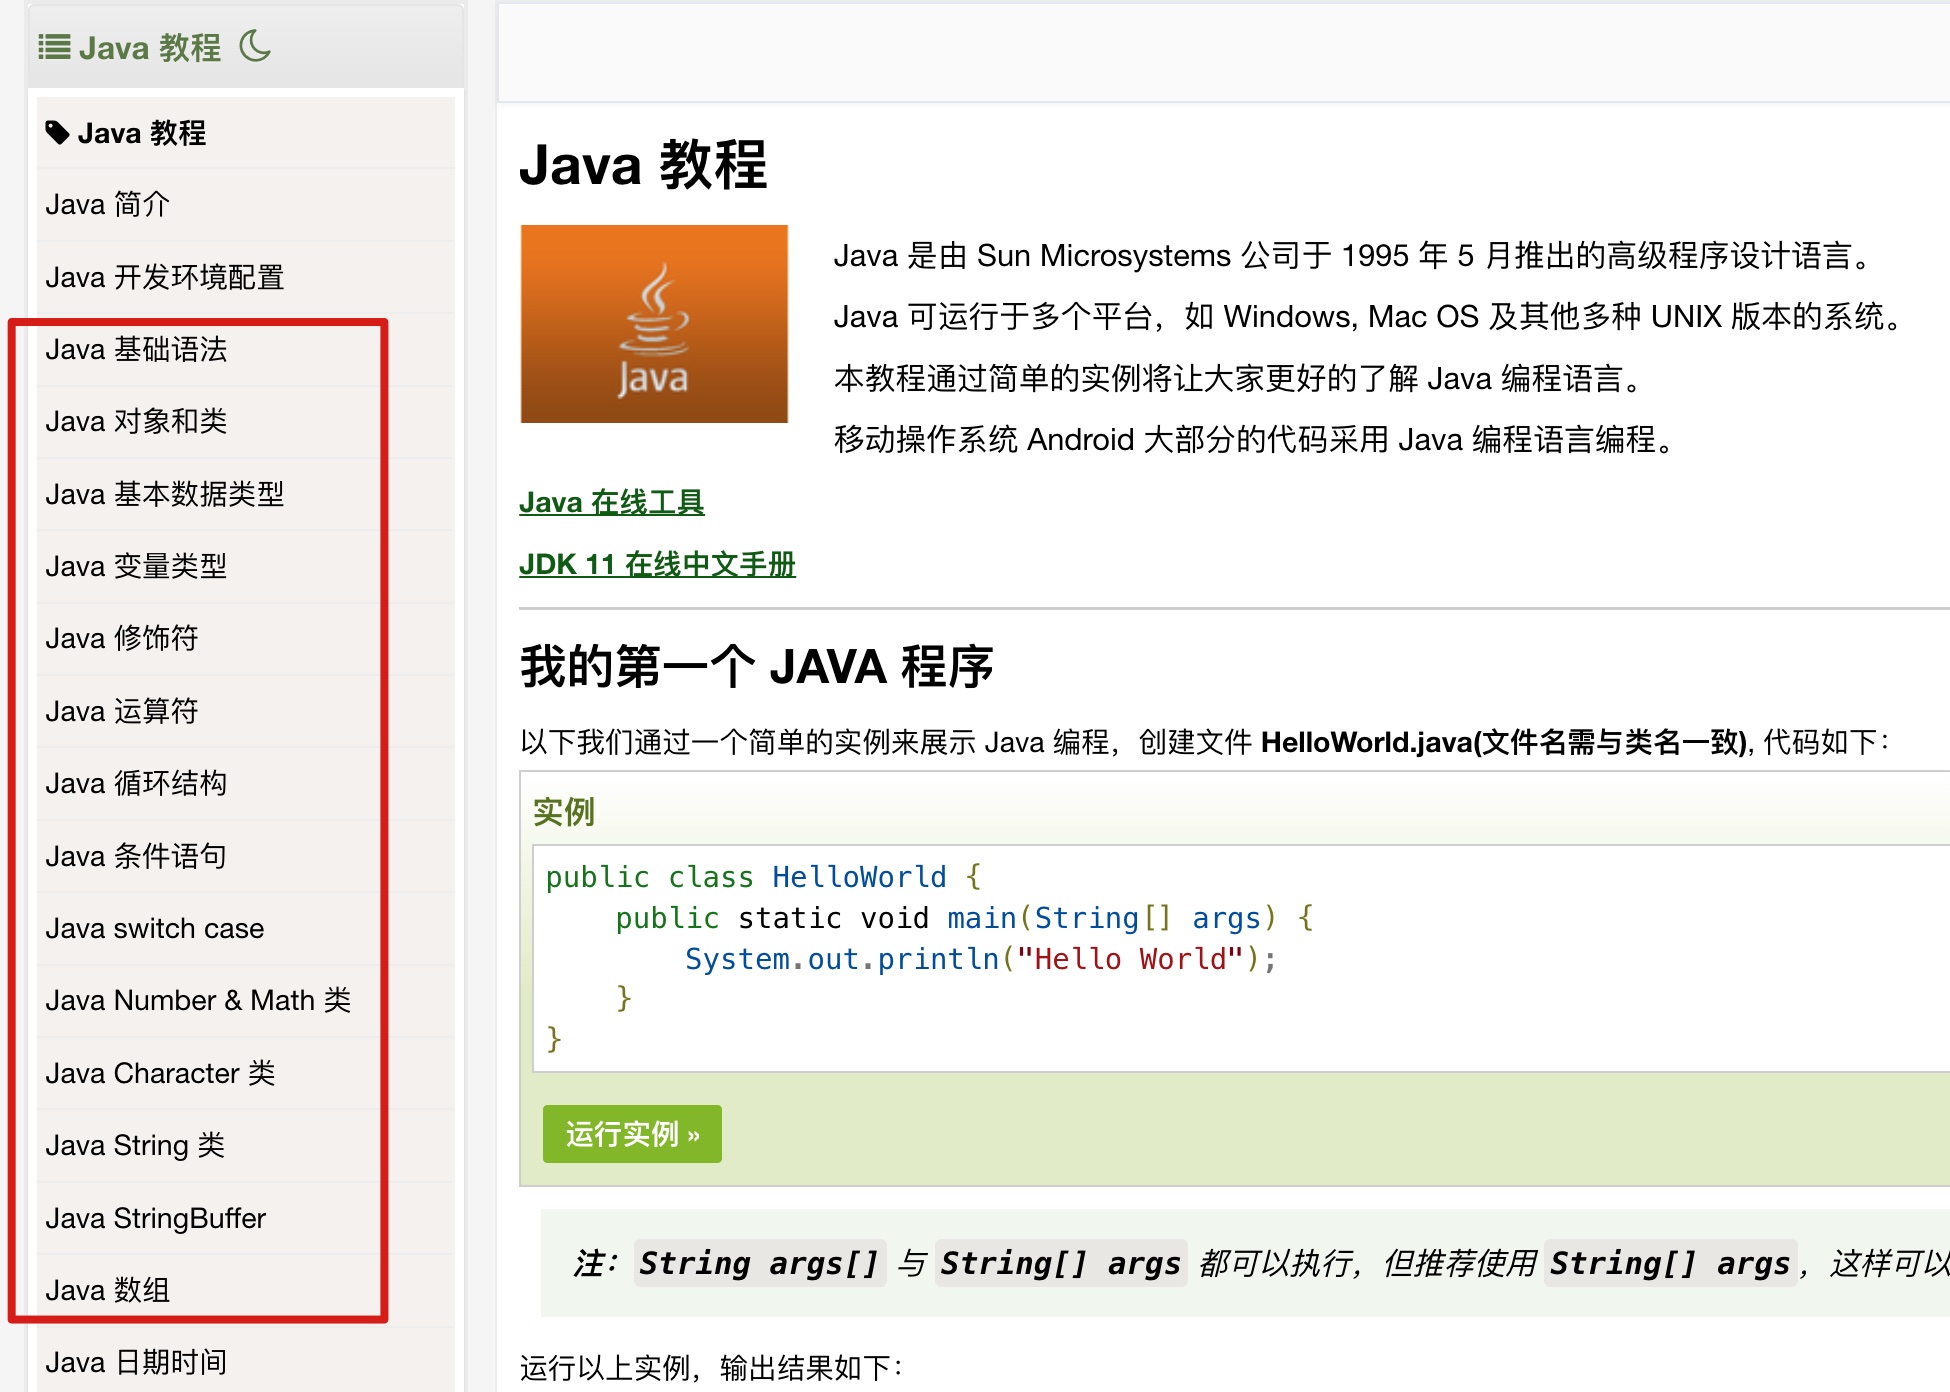 Java 教程
Java 教程
Java 简介
Java 开发环境配置
Java 基础语法
Java 对象和类
Java 基本数据类型
Java 变量类型
Java 修饰符
Java 运算符
Java 循环结构
Java 条件语句
Java switch case
Java Number & Math 类
Java Character 类
Java String 类
Java StringBuffer
Java 数组
Java 日期时间
Java 教程
Java
Java 是由 Sun Microsystems 公司于 1995 年 5 月推出的高级程序设计语言。
Java 可运行于多个平台，如 Windows, Mac OS 及其他多种 UNIX 版本的系统。
本教程通过简单的实例将让大家更好的了解 Java 编程语言。
移动操作系统 Android 大部分的代码采用 Java 编程语言编程。
Java 在线工具
JDK 11 在线中文手册
我的第一个 JAVA 程序
以下我们通过一个简单的实例来展示 Java 编程，创建文件 HelloWorld.java(文件名需与类名一致), 代码如下：
实例
public class HelloWorld {
    public static void main(String[] args) {
        System.out.println("Hello World");
    }
}
运行实例 »
注：String args[] 与 String[] args 都可以执行，但推荐使用 String[] args，这样可以
运行以上实例，输出结果如下：